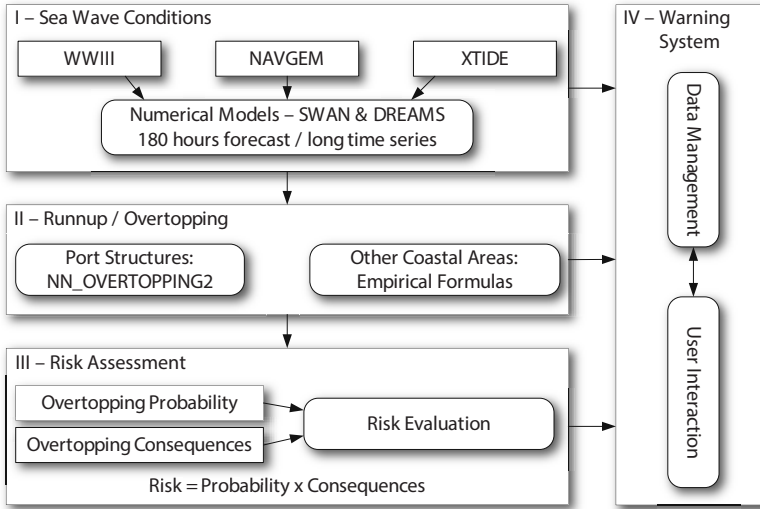 I – Sea Wave Conditions
WWIII
NAVGEM
XTIDE
Numerical Models – SWAN & DREAMS
180 hours forecast / long time series
II – Runnup / Overtopping
Port Structures:
NN_OVERTOPPING2
Other Coastal Areas:
Empirical Formulas
III – Risk Assessment
Overtopping Probability
Overtopping Consequences
Risk Evaluation
Risk = Probability x Consequences
IV – Warning
System
Data Management
User Interaction